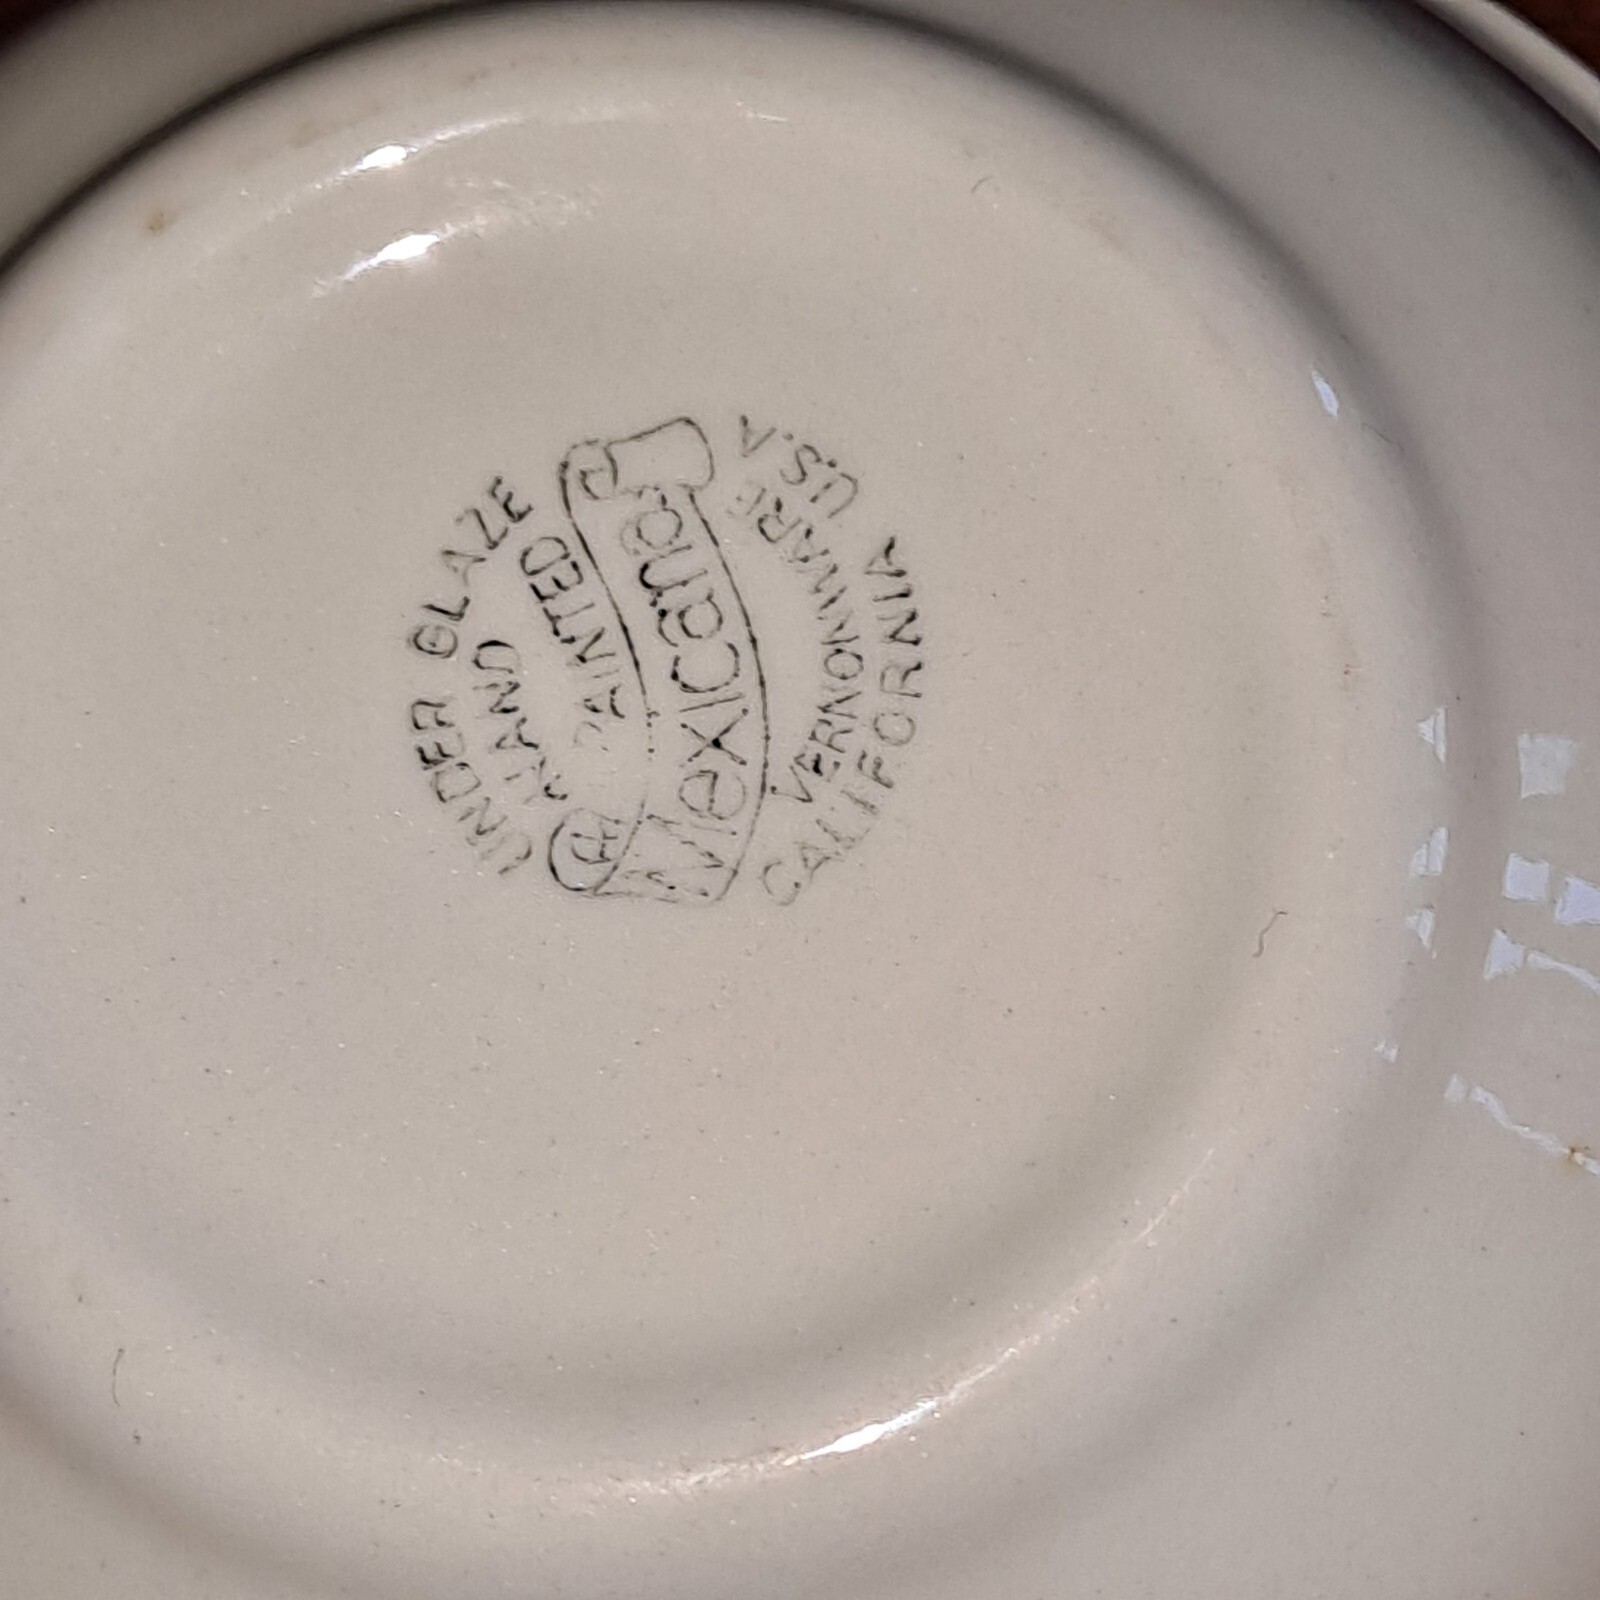 UNDER GLAZE
HAND
PAINTED
Mexicana
VERNONWARE
CALIFORNIA
U.S.A